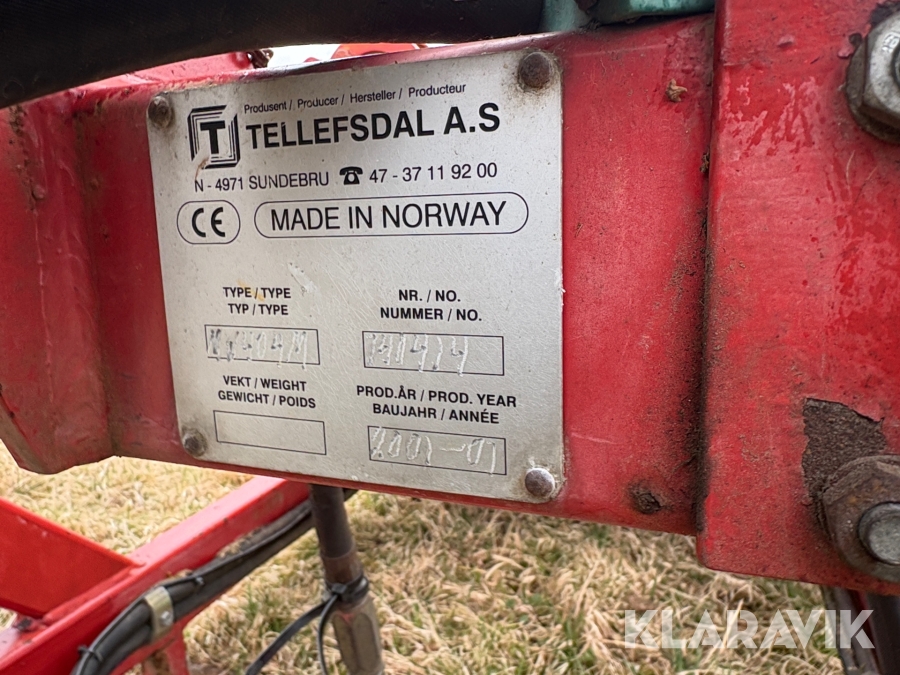 Produsent / Producer / Hersteller / Producteur
T TELLEFSDAL A.S
N - 4971 SUNDEBRU ☎ 47 - 37 11 92 00
CE MADE IN NORWAY
TYPE / TYPE
TYP / TYPE
NR. / NO.
NUMMER / NO.
VEKT / WEIGHT
GEWICHT / POIDS
PROD.ÅR / PROD. YEAR
BAUJAHR / ANNÉE
KLARAVIK